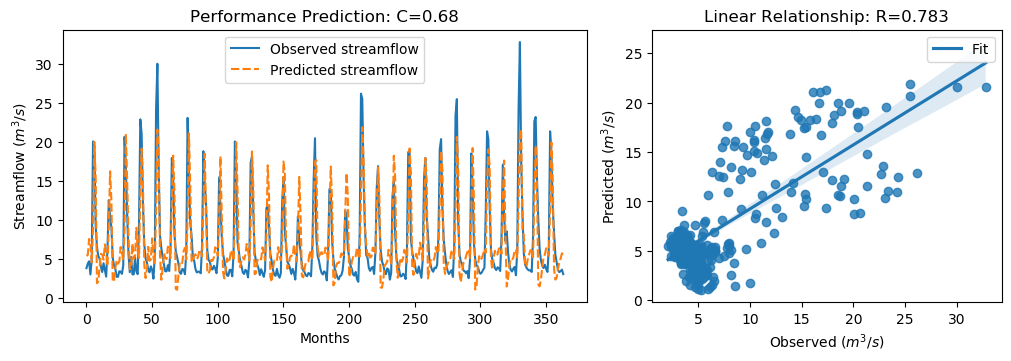 Performance Prediction: C=0.68
Observed streamflow
Predicted streamflow
Streamflow (m³/s)
30
25
20
15
10
5
0
0 50 100 150 200 250 300 350
Months
Linear Relationship: R=0.783
Fit
Predicted (m³/s)
25
20
15
10
5
0
5 10 15 20 25 30
Observed (m³/s)